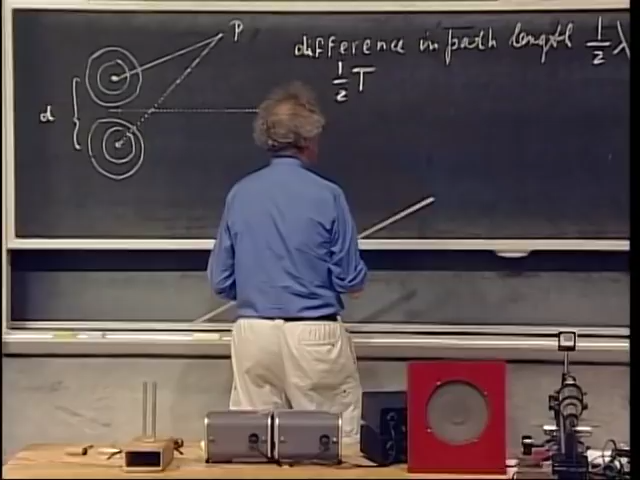 P
difference in path length ½ λ
½ T
d